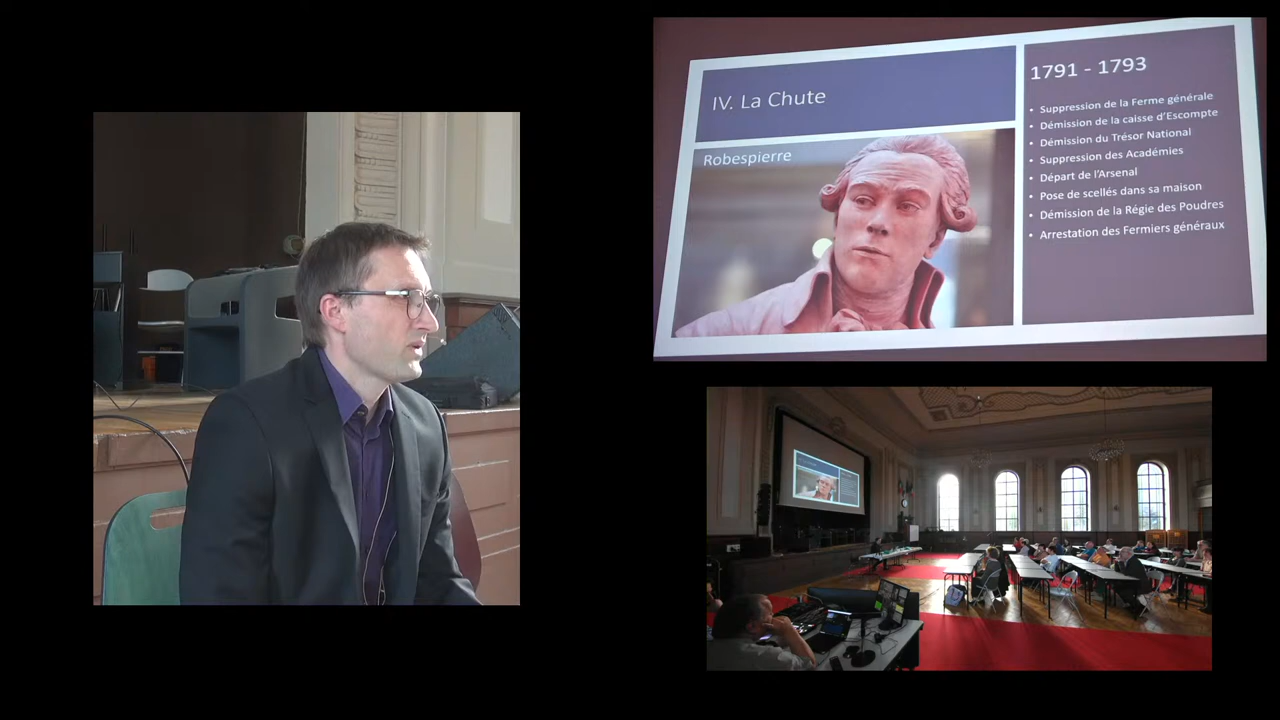 IV. La Chute
Robespierre
1791 - 1793
• Suppression de la Ferme générale
• Démission de la caisse d'Escompte
• Démission du Trésor National
• Suppression des Académies
• Départ de l'Arsenal
• Pose de scellés dans sa maison
• Démission de la Régie des Poudres
• Arrestation des Fermiers généraux